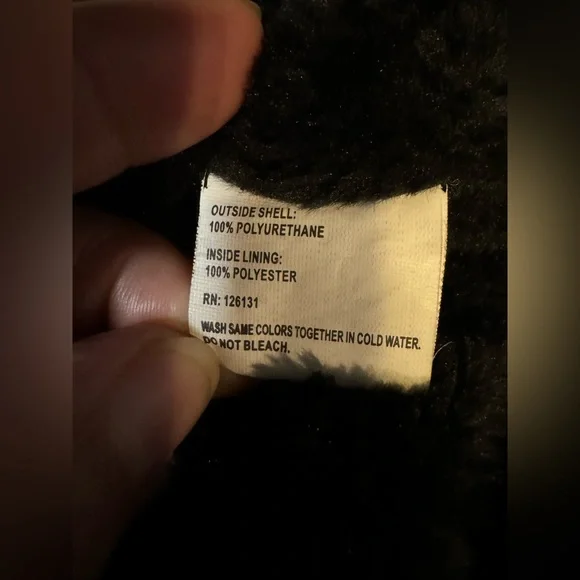 OUTSIDE SHELL:
100% POLYURETHANE
INSIDE LINING:
100% POLYESTER
RN: 126131
WASH SAME COLORS TOGETHER IN COLD WATER.
DO NOT BLEACH.